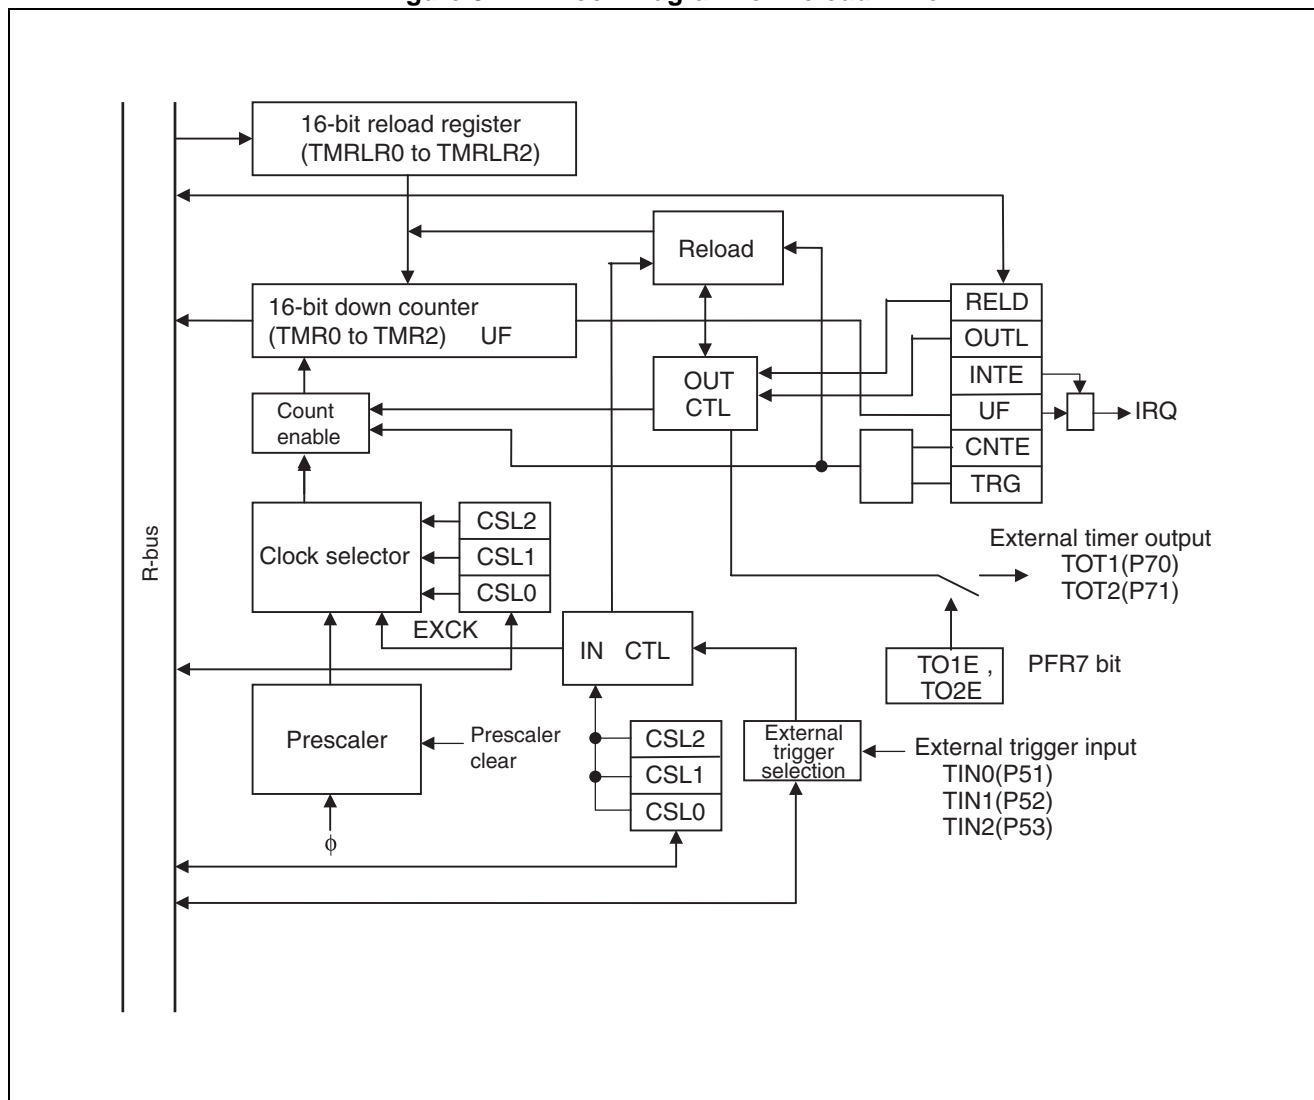 16-bit reload register
(TMRLR0 to TMRLR2)
Reload
16-bit down counter
(TMR0 to TMR2) UF
RELD
OUTL
INTE
UF
CNTE
TRG
IRQ
OUT
CTL
Count
enable
R-bus
Clock selector
CSL2
CSL1
CSL0
EXCK
IN CTL
External timer output
TOT1(P70)
TOT2(P71)
TO1E ,
TO2E
PFR7 bit
Prescaler
Prescaler
clear
ϕ
CSL2
CSL1
CSL0
External
trigger
selection
External trigger input
TIN0(P51)
TIN1(P52)
TIN2(P53)